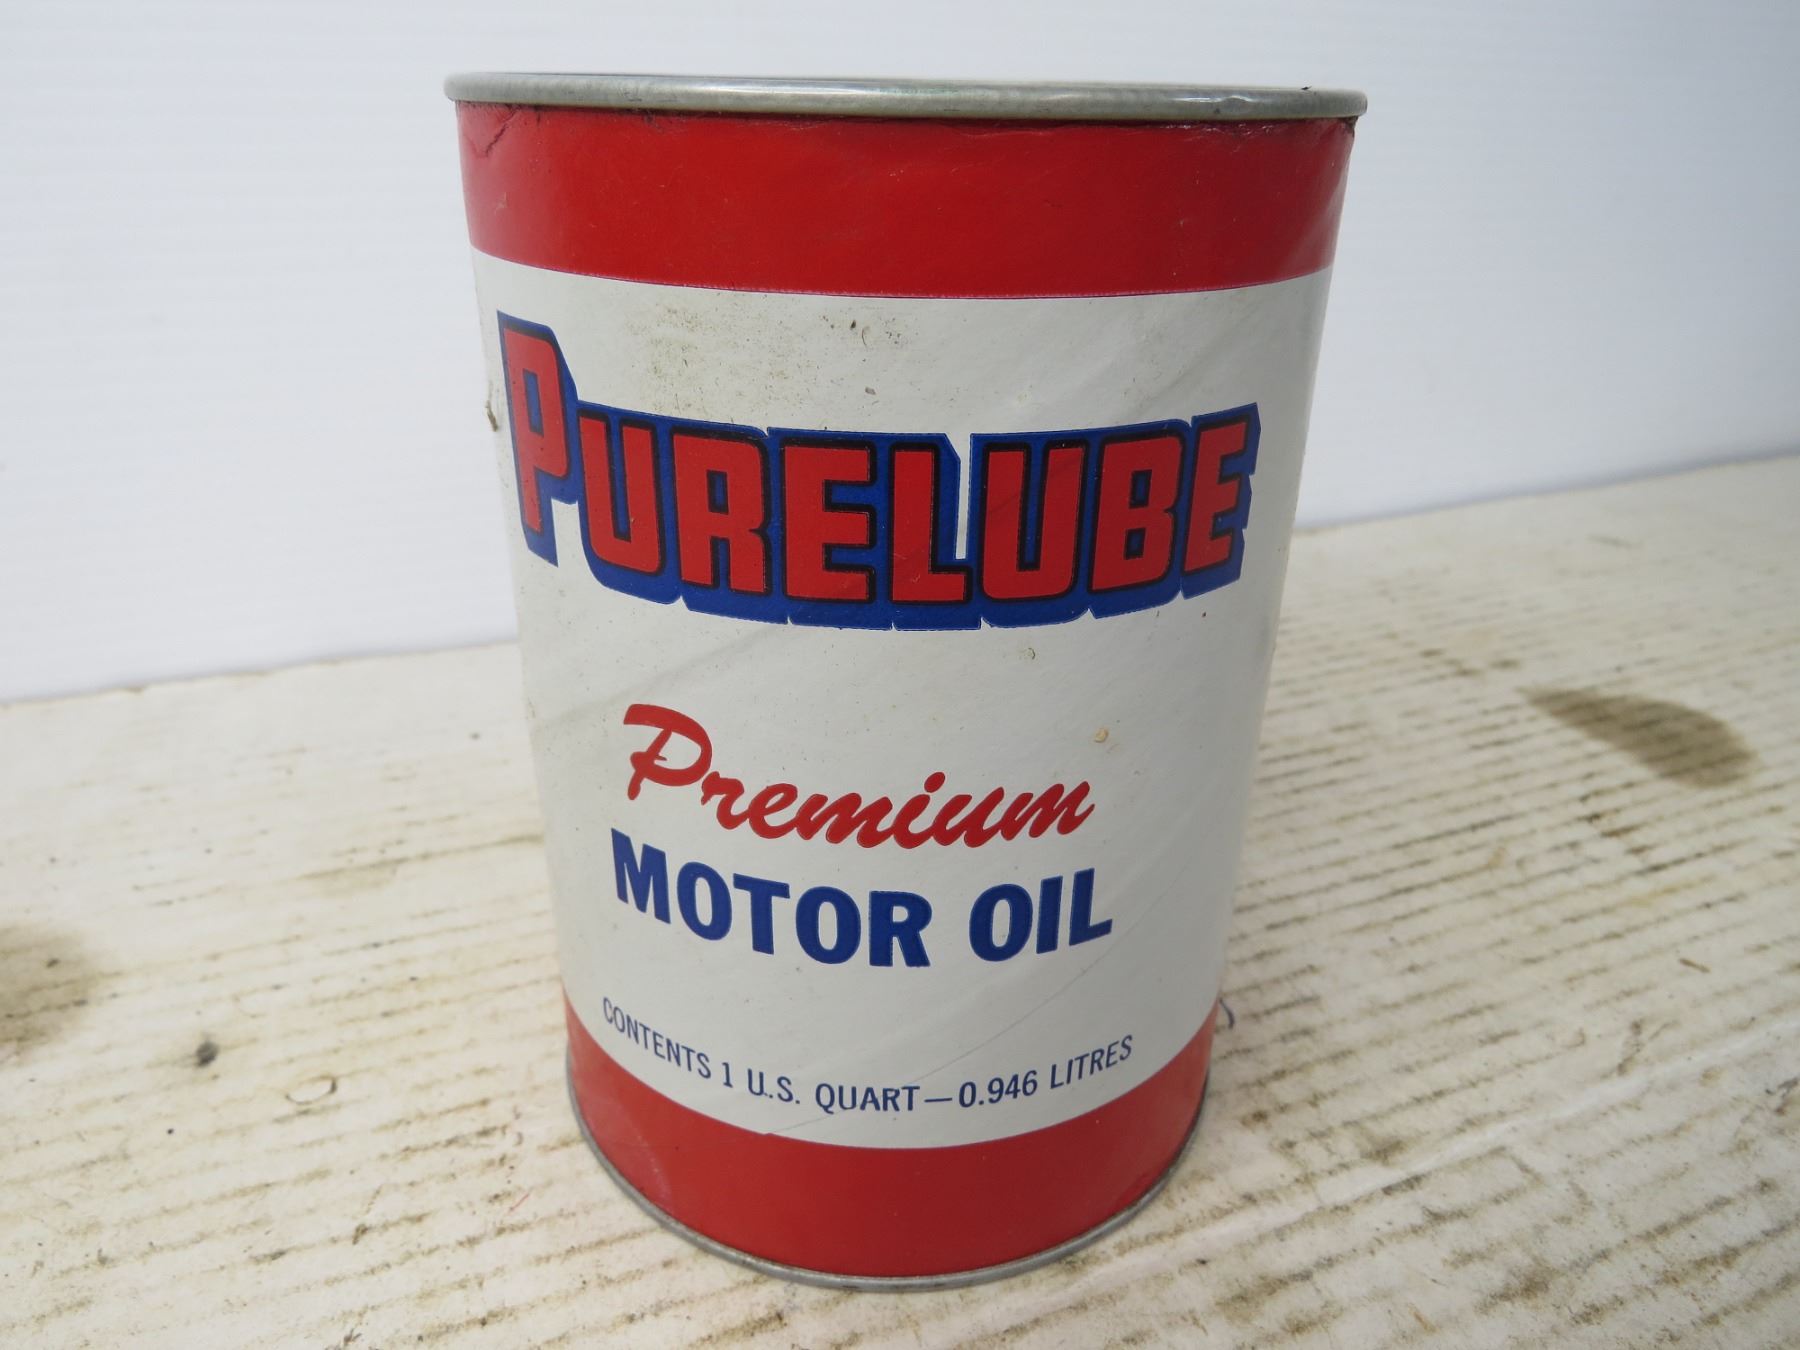 PURELUBE
Premium
MOTOR OIL
CONTENTS 1 U.S. QUART—0.946 LITRES